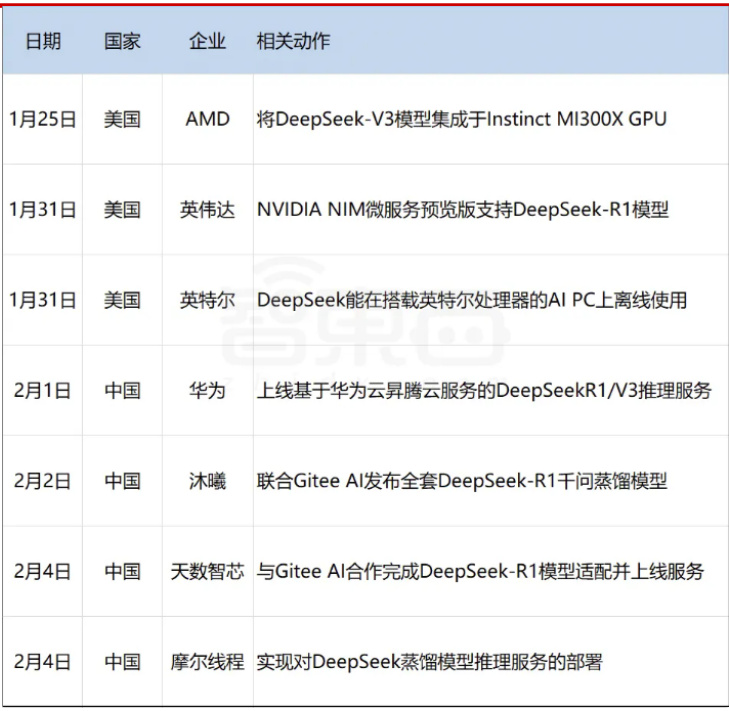 日期 国家 企业 相关动作
1月25日 美国 AMD 将DeepSeek-V3模型集成于Instinct MI300X GPU
1月31日 美国 英伟达 NVIDIA NIM微服务预览版支持DeepSeek-R1模型
1月31日 美国 英特尔 DeepSeek能在搭载英特尔处理器的AI PC上离线使用
智東西
2月1日 中国 华为 上线基于华为云昇腾云服务的DeepSeekR1/V3推理服务
2月2日 中国 沐曦 联合Gitee AI发布全套DeepSeek-R1千问蒸馏模型
2月4日 中国 天数智芯 与Gitee AI合作完成DeepSeek-R1模型适配并上线服务
2月4日 中国 摩尔线程 实现对DeepSeek蒸馏模型推理服务的部署